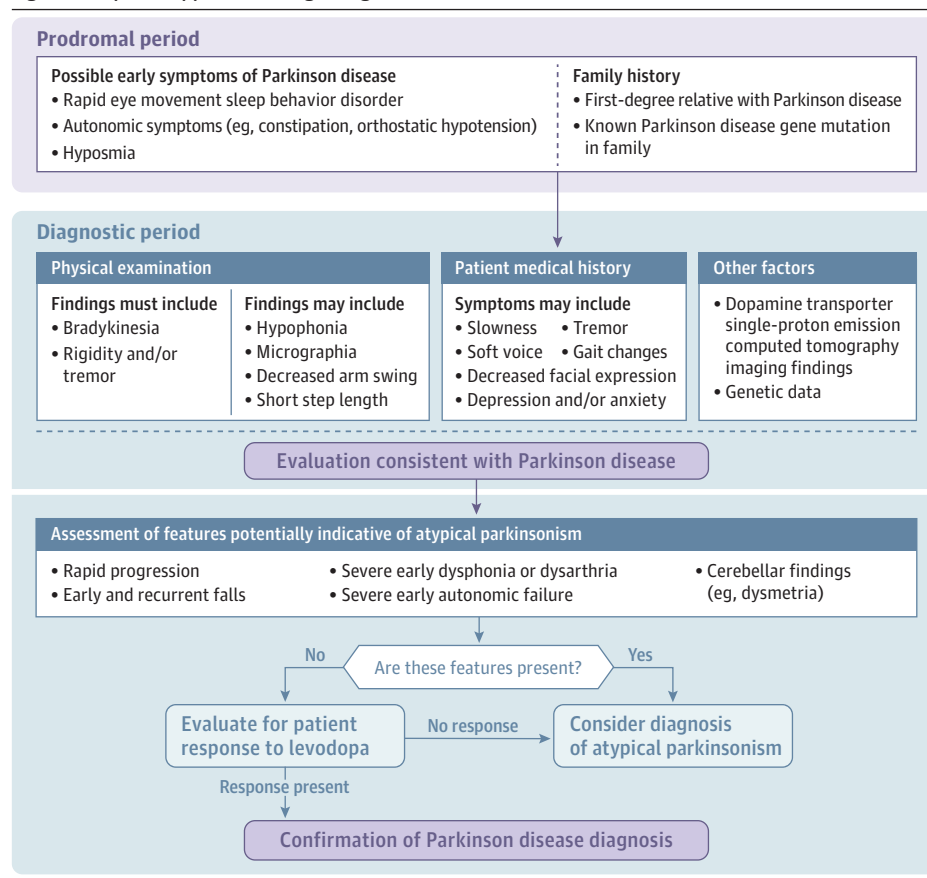 Prodromal period
Possible early symptoms of Parkinson disease
• Rapid eye movement sleep behavior disorder
• Autonomic symptoms (eg, constipation, orthostatic hypotension)
• Hyposmia
Family history
• First-degree relative with Parkinson disease
• Known Parkinson disease gene mutation
in family
Diagnostic period
Physical examination
Findings must include
• Bradykinesia
• Rigidity and/or
tremor
Findings may include
• Hypophonia
• Micrographia
• Decreased arm swing
• Short step length
Patient medical history
Symptoms may include
• Slowness • Tremor
• Soft voice • Gait changes
• Decreased facial expression
• Depression and/or anxiety
Other factors
• Dopamine transporter
single-proton emission
computed tomography
imaging findings
• Genetic data
Evaluation consistent with Parkinson disease
Assessment of features potentially indicative of atypical parkinsonism
• Rapid progression
• Early and recurrent falls
• Severe early dysphonia or dysarthria
• Severe early autonomic failure
• Cerebellar findings
(eg, dysmetria)
Are these features present?
No
Yes
Evaluate for patient
response to levodopa
No response
Consider diagnosis
of atypical parkinsonism
Response present
Confirmation of Parkinson disease diagnosis